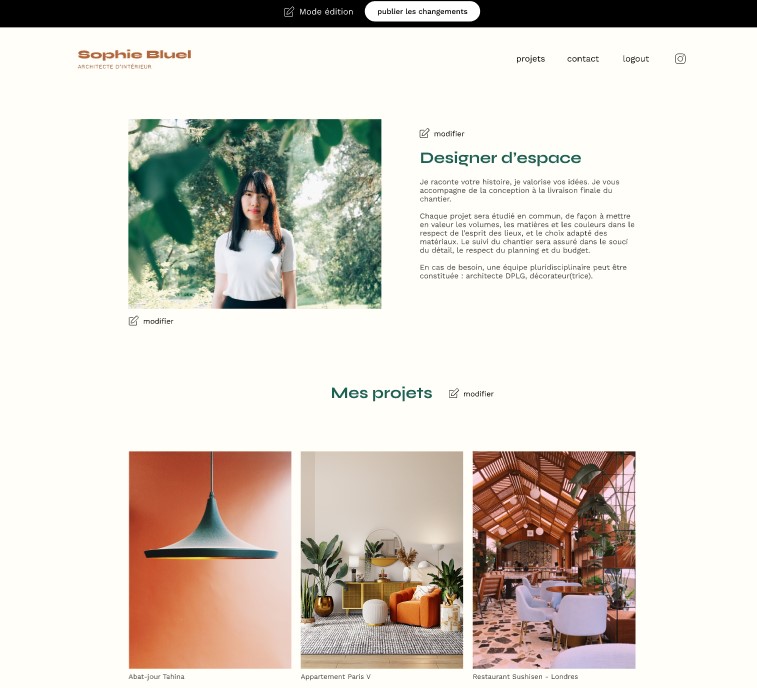 Mode édition
publier les changements
Sophie Bluel
ARCHITECTE D'INTÉRIEUR
projets
contact
logout
modifier
Designer d'espace
Je raconte votre histoire, je valorise vos idées. Je vous
accompagne de la conception à la livraison finale du
chantier.
Chaque projet sera étudié en commun, de façon à mettre
en valeur les volumes, les matières et les couleurs dans le
respect de l'esprit des lieux, et le choix adapté des
matériaux. Le suivi du chantier sera assuré dans le souci
du détail, le respect du planning et du budget.
En cas de besoin, une équipe pluridisciplinaire peut être
constituée : architecte DPLG, décorateur(trice).
modifier
Mes projets
modifier
Abat-jour Tahina
Appartement Paris V
Restaurant Sushisen - Londres